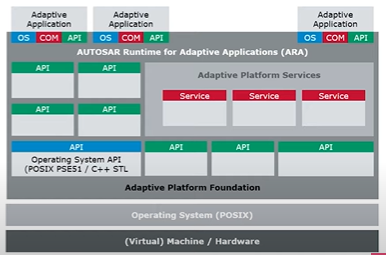 Adaptive Application
Adaptive Application
Adaptive Application
OS COM API
OS COM API
OS COM API
AUTOSAR Runtime for Adaptive Applications (ARA)
API
API
Adaptive Platform Services
Service
Service
Service
API
API
API
API
API
API
Operating System API
(POSIX PSE51 / C++ STL
Adaptive Platform Foundation
Operating System (POSIX)
(Virtual) Machine / Hardware